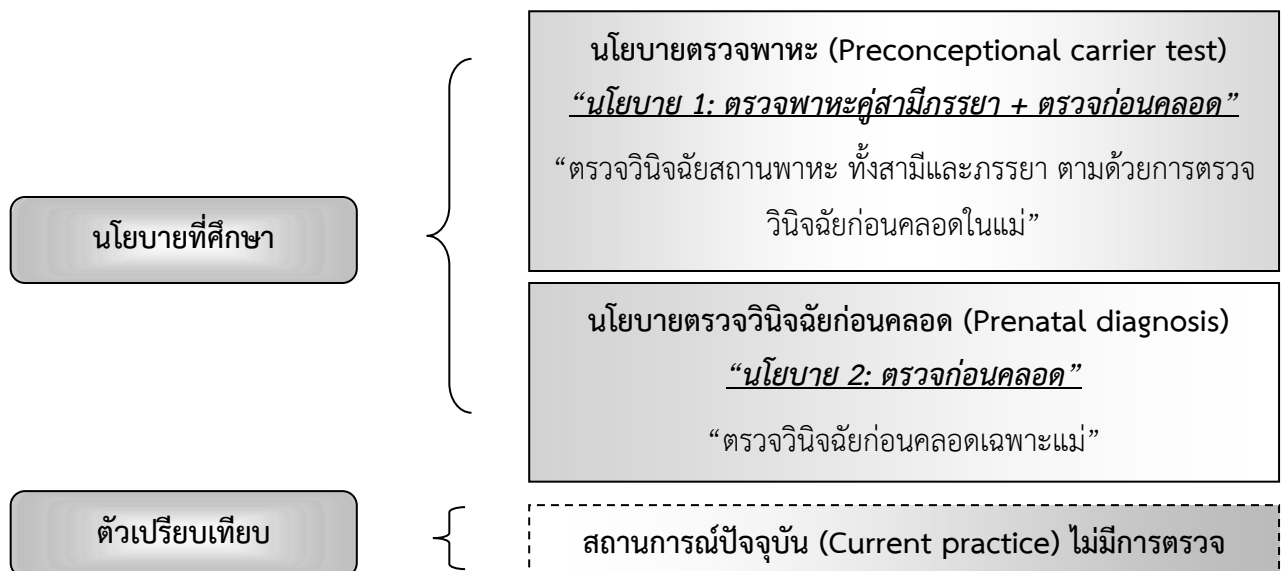 นโยบายที่ศึกษา
นโยบายตรวจพาหะ (Preconceptional carrier test)
“นโยบาย 1: ตรวจพาหะคู่สามีภรรยา + ตรวจก่อนคลอด”
“ตรวจวินิจฉัยสถานพาหะ ทั้งสามีและภรรยา ตามด้วยการตรวจ
วินิจฉัยก่อนคลอดในแม่”
นโยบายตรวจวินิจฉัยก่อนคลอด (Prenatal diagnosis)
“นโยบาย 2: ตรวจก่อนคลอด”
“ตรวจวินิจฉัยก่อนคลอดเฉพาะแม่”
ตัวเปรียบเทียบ
สถานการณ์ปัจจุบัน (Current practice) ไม่มีการตรวจ